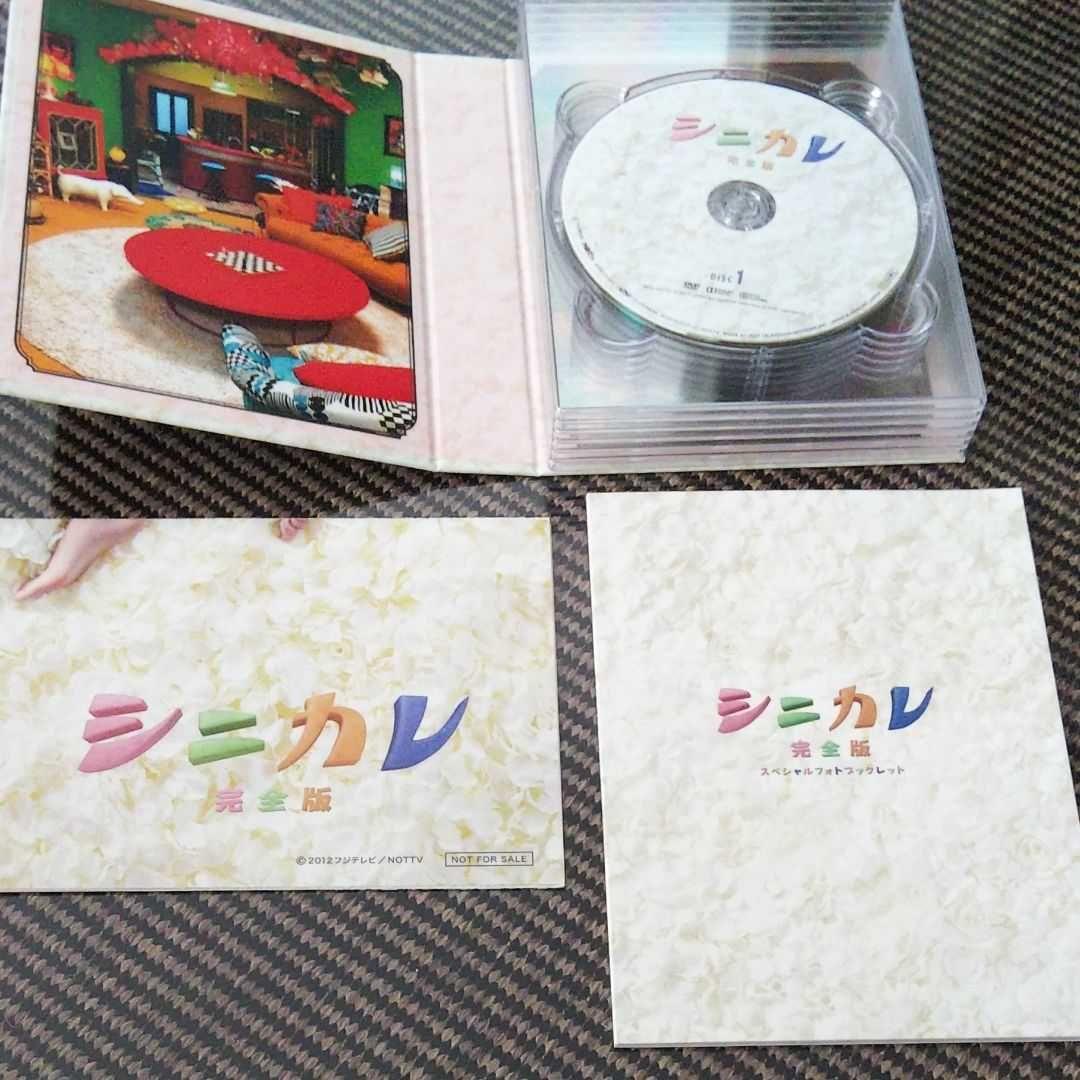 シニカレ
完全版
DISC 1
DVD
シニカレ
完全版
©2012フジテレビ/NOTTV
NOT FOR SALE
シニカレ
完全版
スペシャルフォトブックレット